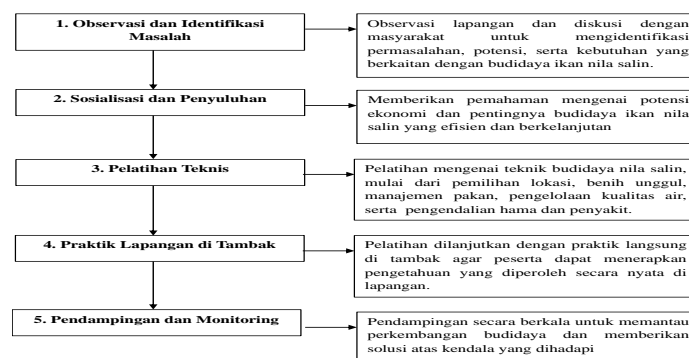 1. Observasi dan Identifikasi
Masalah
Observasi lapangan dan diskusi dengan
masyarakat untuk mengidentifikasi
permasalahan, potensi, serta kebutuhan yang
berkaitan dengan budidaya ikan nila salin.
2. Sosialisasi dan Penyuluhan
Memberikan pemahaman mengenai potensi
ekonomi dan pentingnya budidaya ikan nila
salin yang efisien dan berkelanjutan
3. Pelatihan Teknis
Pelatihan mengenai teknik budidaya nila salin,
mulai dari pemilihan lokasi, benih unggul,
manajemen pakan, pengelolaan kualitas air,
serta pengendalian hama dan penyakit.
4. Praktik Lapangan di Tambak
Pelatihan dilanjutkan dengan praktik langsung
di tambak agar peserta dapat menerapkan
pengetahuan yang diperoleh secara nyata di
lapangan.
5. Pendampingan dan Monitoring
Pendampingan secara berkala untuk memantau
perkembangan budidaya dan memberikan
solusi atas kendala yang dihadapi